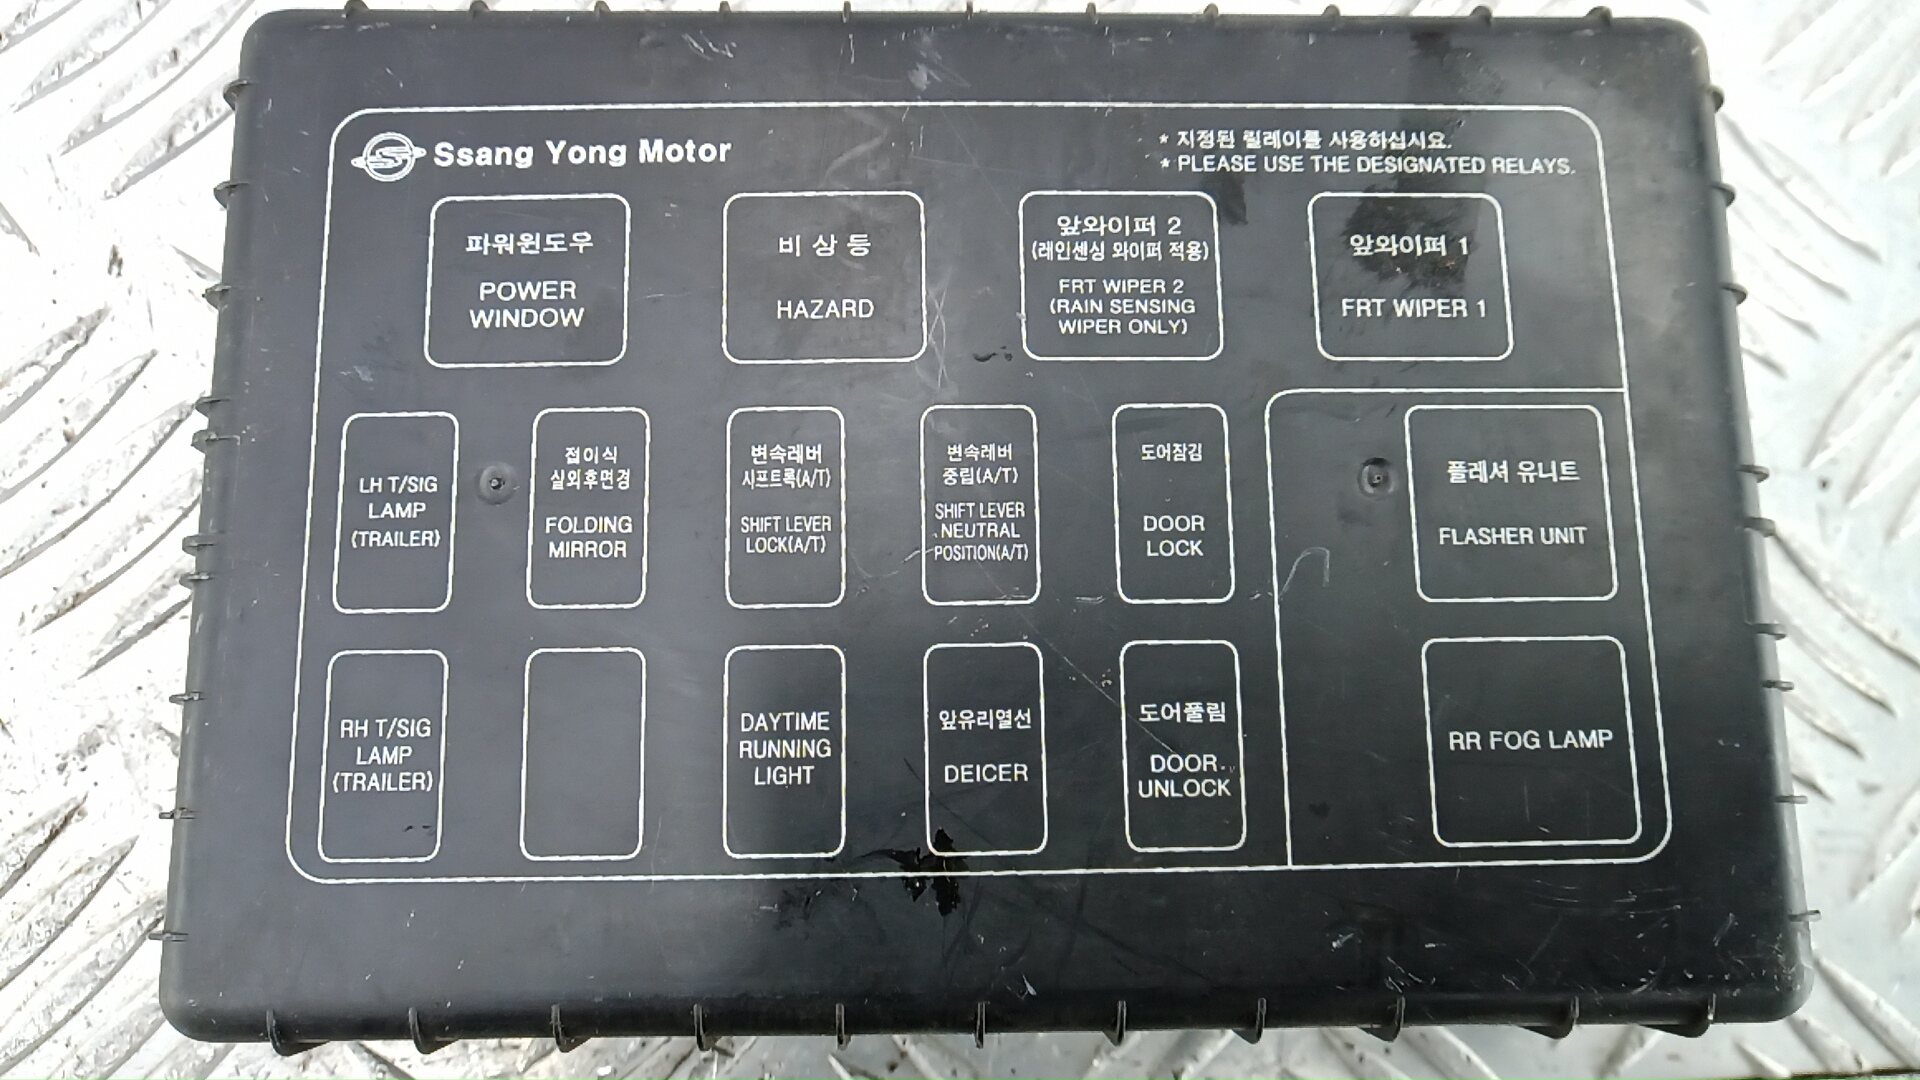 Ssang Yong Motor
* 지정된 릴레이를 사용하십시요.
* PLEASE USE THE DESIGNATED RELAYS.
파워윈도우
POWER
WINDOW
비 상 등
HAZARD
앞와이퍼 2
(레인센싱 와이퍼 적용)
FRT WIPER 2
(RAIN SENSING
WIPER ONLY)
앞와이퍼 1
FRT WIPER 1
LH T/SIG
LAMP
(TRAILER)
접이식
실외후면경
FOLDING
MIRROR
변속레버
시프트록(A/T)
SHIFT LEVER
LOCK(A/T)
변속레버
중립(A/T)
SHIFT LEVER
NEUTRAL
POSITION(A/T)
도어잠김
DOOR
LOCK
플레셔 유니트
FLASHER UNIT
RH T/SIG
LAMP
(TRAILER)
DAYTIME
RUNNING
LIGHT
앞유리열선
DEICER
도어풀림
DOOR
UNLOCK
RR FOG LAMP